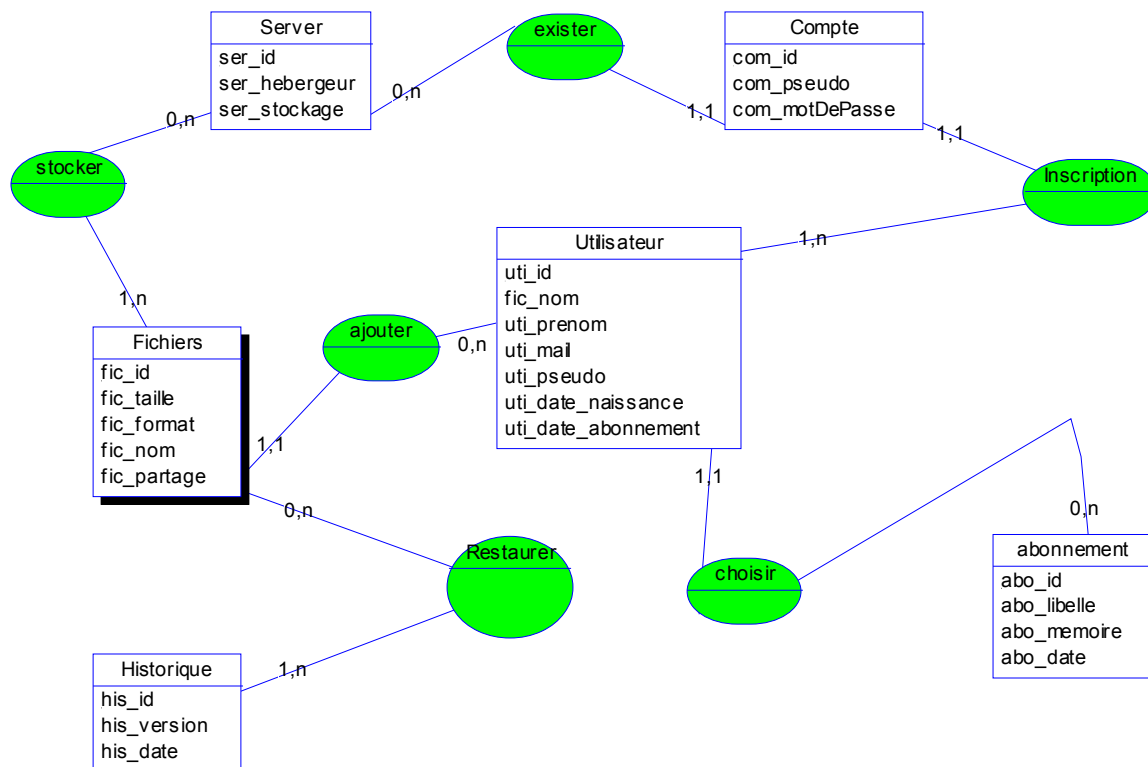 Server
ser_id
ser_hebergeur
ser_stockage
exister
Compte
com_id
com_pseudo
com_motDePasse
0,n
0,n
1,1
1,1
stocker
Inscription
1,n
1,n
Utilisateur
uti_id
fic_nom
uti_prenom
uti_mail
uti_pseudo
uti_date_naissance
uti_date_abonnement
ajouter
0,n
Fichiers
fic_id
fic_taille
fic_format
fic_nom
fic_partage
1,1
1,1
0,n
0,n
Restaurer
choisir
abonnement
abo_id
abo_libelle
abo_memoire
abo_date
1,n
Historique
his_id
his_version
his_date